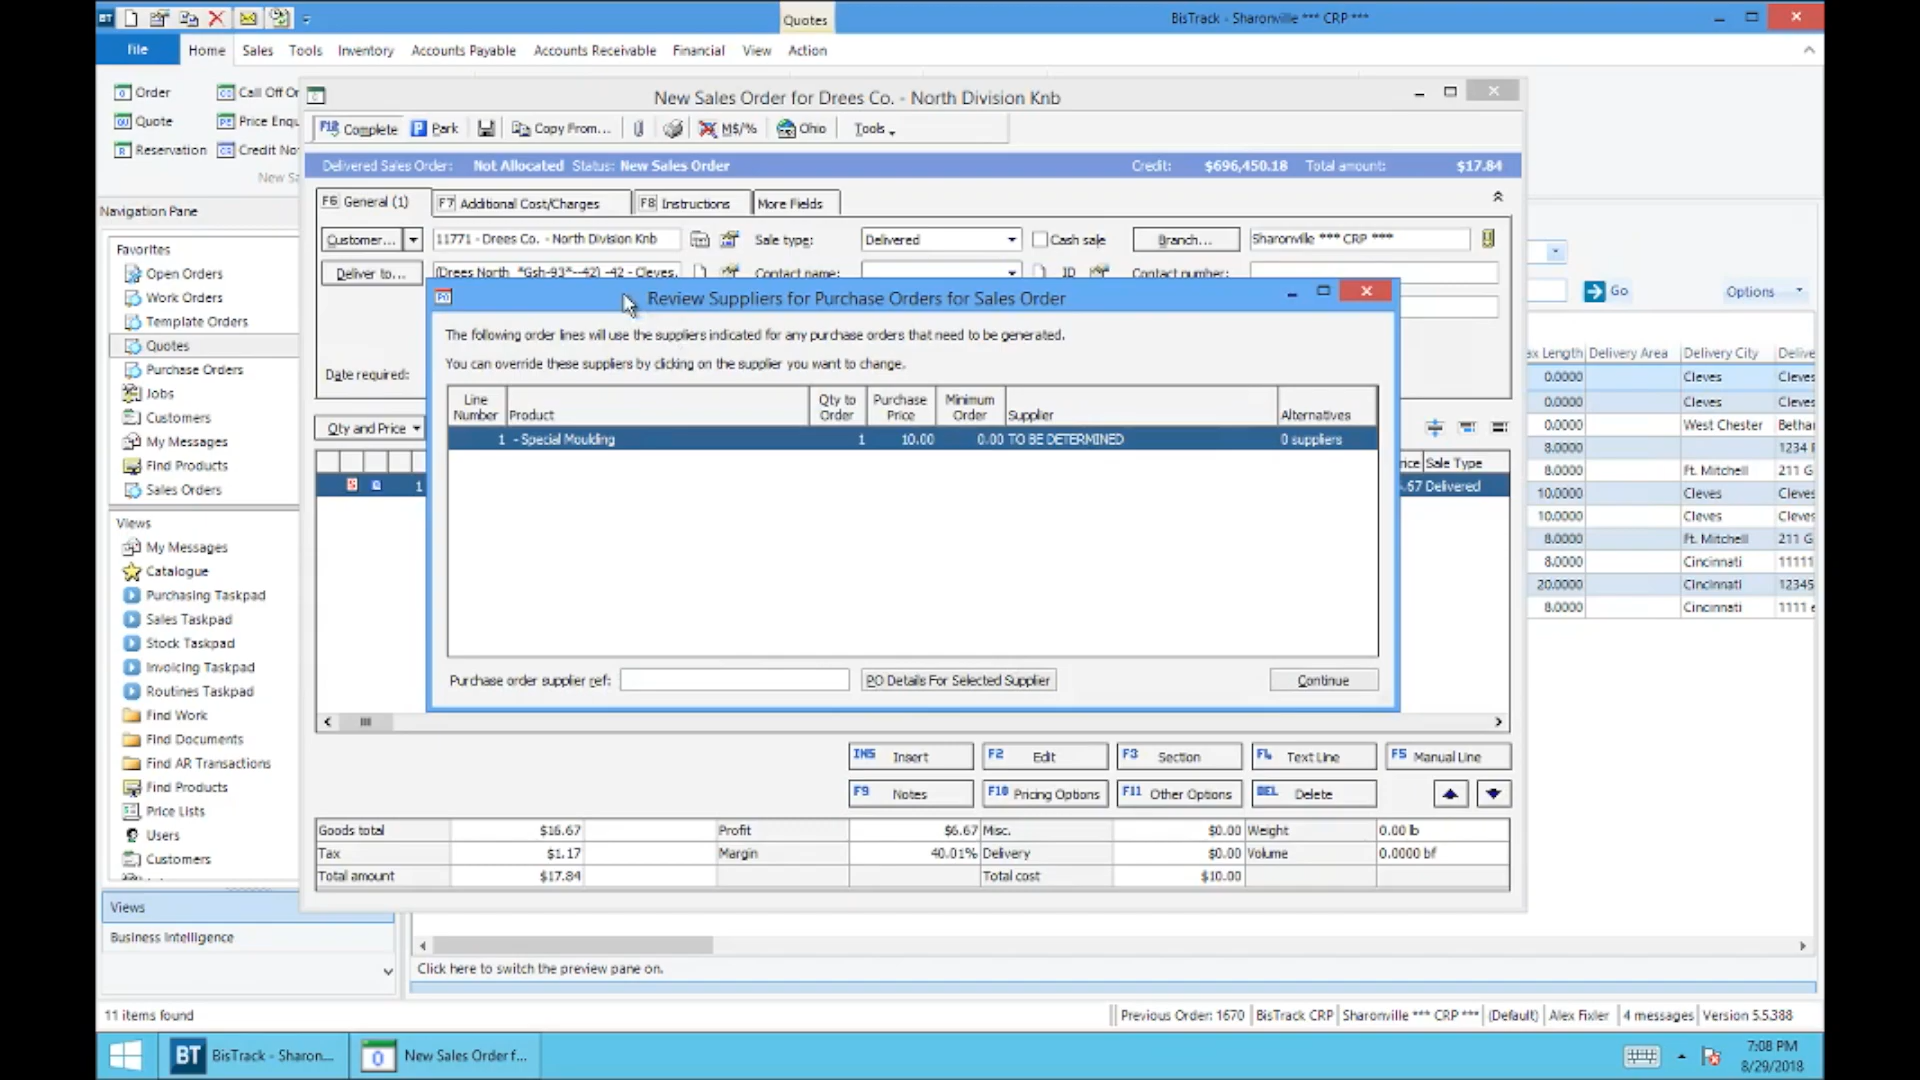 BT
Quotes
BisTrack - Sharonville *** CRP ***
File Home Sales Tools Inventory Accounts Payable Accounts Receivable Financial View Action
Order Call Off Or
Quote Price Enqu
Reservation Credit No
New Sa
New Sales Order for Drees Co. - North Division Knb
F12 Complete Park Copy From... M$/% Ohio Tools
Delivered Sales Order: Not Allocated Status: New Sales Order Credit: $696,450.18 Total amount: $17.84
F6 General (1) F7 Additional Cost/Charges F8 Instructions More Fields
Customer... 11771 - Drees Co. - North Division Knb Sale type: Delivered Cash sale Branch... Sharonville *** CRP ***
Deliver to... (Drees North *Gsh-93*--42) -42 - Cleves, Contact name: ID Contact number:
Date required:
Qty and Price
rice Sale Type
1 .67 Delivered
Review Suppliers for Purchase Orders for Sales Order
The following order lines will use the suppliers indicated for any purchase orders that need to be generated.
You can override these suppliers by clicking on the supplier you want to change.
Line Number Product Qty to Order Purchase Price Minimum Order Supplier Alternatives
1 - Special Moulding 1 10.00 0.00 TO BE DETERMINED 0 suppliers
Purchase order supplier ref: PO Details For Selected Supplier Continue
INS Insert F2 Edit F3 Section F4 Text Line F5 Manual Line
F9 Notes F10 Pricing Options F11 Other Options DEL Delete
Goods total $16.67 Profit $6.67 Misc. $0.00 Weight 0.00 lb
Tax $1.17 Margin 40.01% Delivery $0.00 Volume 0.0000 bf
Total amount $17.84 Total cost $10.00
Navigation Pane
Favorites
Open Orders
Work Orders
Template Orders
Quotes
Purchase Orders
Jobs
Customers
My Messages
Find Products
Sales Orders
Views
My Messages
Catalogue
Purchasing Taskpad
Sales Taskpad
Stock Taskpad
Invoicing Taskpad
Routines Taskpad
Find Work
Find Documents
Find AR Transactions
Find Products
Price Lists
Users
Customers
Views
Business Intelligence
Go Options
ax Length Delivery Area Delivery City Delive
0.0000 Cleves Cleves
0.0000 Cleves Cleves
0.0000 West Chester Bethan
8.0000 1234
8.0000 Ft. Mitchell 211 G
10.0000 Cleves Cleves
10.0000 Cleves Cleves
8.0000 Ft. Mitchell 211 G
8.0000 Cincinnati 11111
20.0000 Cincinnati 12345
8.0000 Cincinnati 1111
Click here to switch the preview pane on.
11 items found
Previous Order: 1670 BisTrack CRP Sharonville *** CRP *** (Default) Alex Fixler 4 messages Version 5.5.388
BT BisTrack - Sharon... New Sales Order f...
7:08 PM
8/29/2018